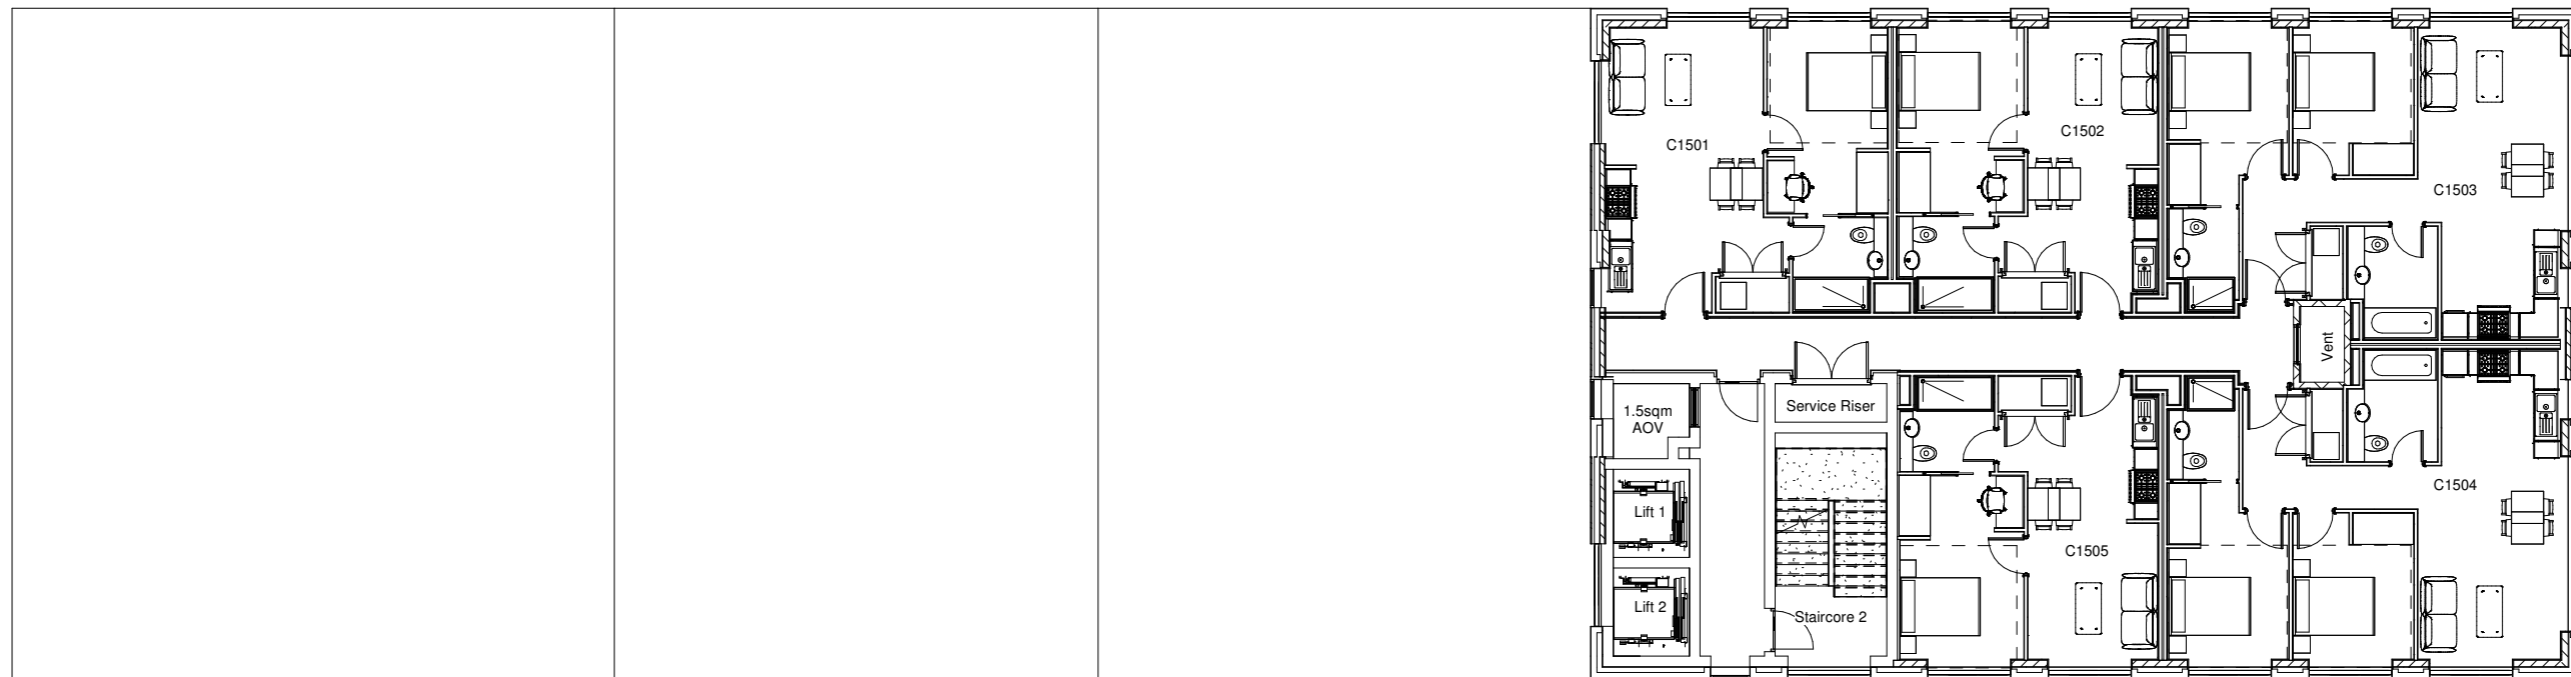 C1501
C1502
C1503
Vent
1.5sqm
AOV
Service Riser
Lift 1
C1504
C1505
Lift 2
Staircore 2